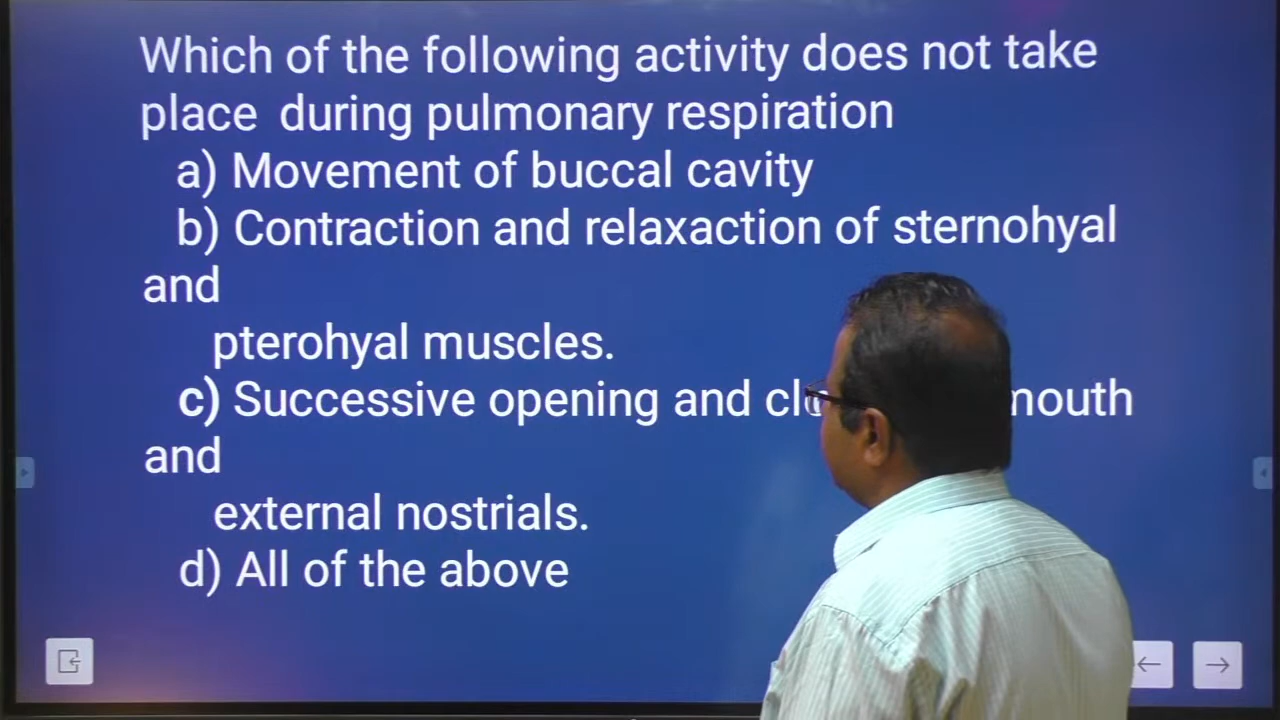 Which of the following activity does not take
place during pulmonary respiration
a) Movement of buccal cavity
b) Contraction and relaxaction of sternohyal
and
pterohyal muscles.
c) Successive opening and mouth
and
external nostrials.
d) All of the above